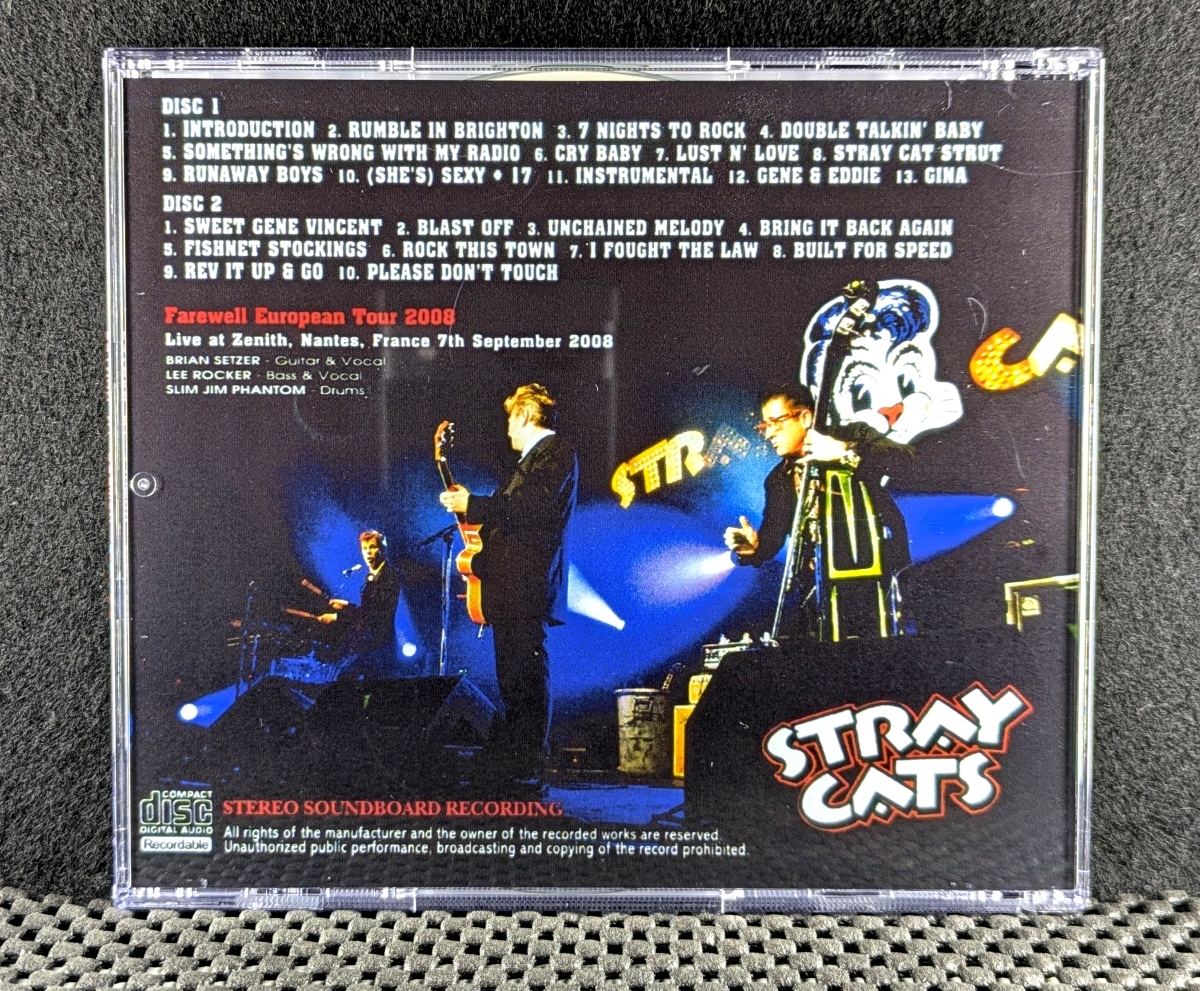 DISC 1
1. INTRODUCTION 2. RUMBLE IN BRIGHTON 3. 7 NIGHTS TO ROCK 4. DOUBLE TALKIN' BABY
5. SOMETHING'S WRONG WITH MY RADIO 6. CRY BABY 7. LUST N' LOVE 8. STRAY CAT STRUT
9. RUNAWAY BOYS 10. (SHE'S) SEXY + 17 11. INSTRUMENTAL 12. GENE & EDDIE 13. GINA
DISC 2
1. SWEET GENE VINCENT 2. BLAST OFF 3. UNCHAINED MELODY 4. BRING IT BACK AGAIN
5. FISHNET STOCKINGS 6. ROCK THIS TOWN 7. I FOUGHT THE LAW 8. BUILT FOR SPEED
9. REV IT UP & GO 10. PLEASE DON'T TOUCH
Farewell European Tour 2008
Live at Zenith, Nantes, France 7th September 2008
BRIAN SETZER - Guitar & Vocal
LEE ROCKER - Bass & Vocal
SLIM JIM PHANTOM - Drums
STRA
CA
STRAY
CATS
COMPACT
disc
DIGITAL AUDIO
Recordable
STEREO SOUNDBOARD RECORDING
All rights of the manufacturer and the owner of the recorded works are reserved.
Unauthorized public performance, broadcasting and copying of the record prohibited.